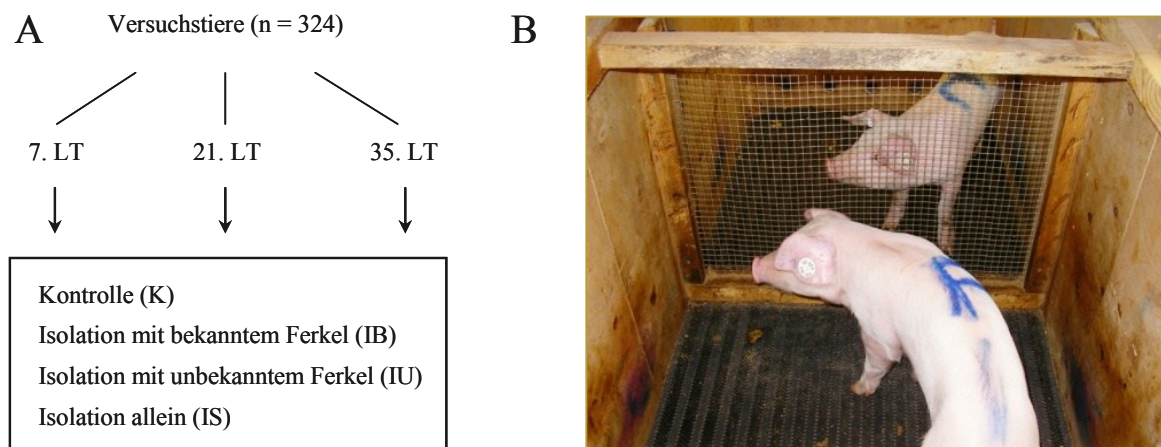 A
Versuchstiere (n = 324)
B
7. LT
21. LT
35. LT
Kontrolle (K)
Isolation mit bekanntem Ferkel (IB)
Isolation mit unbekanntem Ferkel (IU)
Isolation allein (IS)